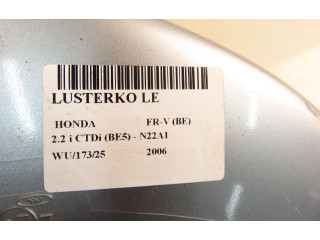 LUSTERKO LE
HONDA FR-V (BE)
2.2 i CTDi (BE5) - N22A1
WU/173/25 2006